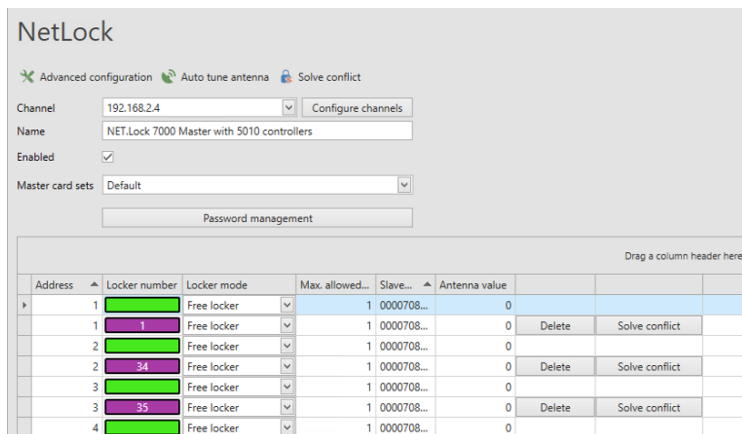 NetLock
Advanced configuration Auto tune antenna Solve conflict
Channel 192.168.2.4 Configure channels
Name NET.Lock 7000 Master with 5010 controllers
Enabled
Master card sets Default
Password management
Drag a column header here
Address Locker number Locker mode Max. allowed... Slave... Antenna value
1 Free locker 1 0000708... 0
1 1 Free locker 1 0000708... 0 Delete Solve conflict
2 Free locker 1 0000708... 0
2 34 Free locker 1 0000708... 0 Delete Solve conflict
3 Free locker 1 0000708... 0
3 35 Free locker 1 0000708... 0 Delete Solve conflict
4 Free locker 1 0000708... 0